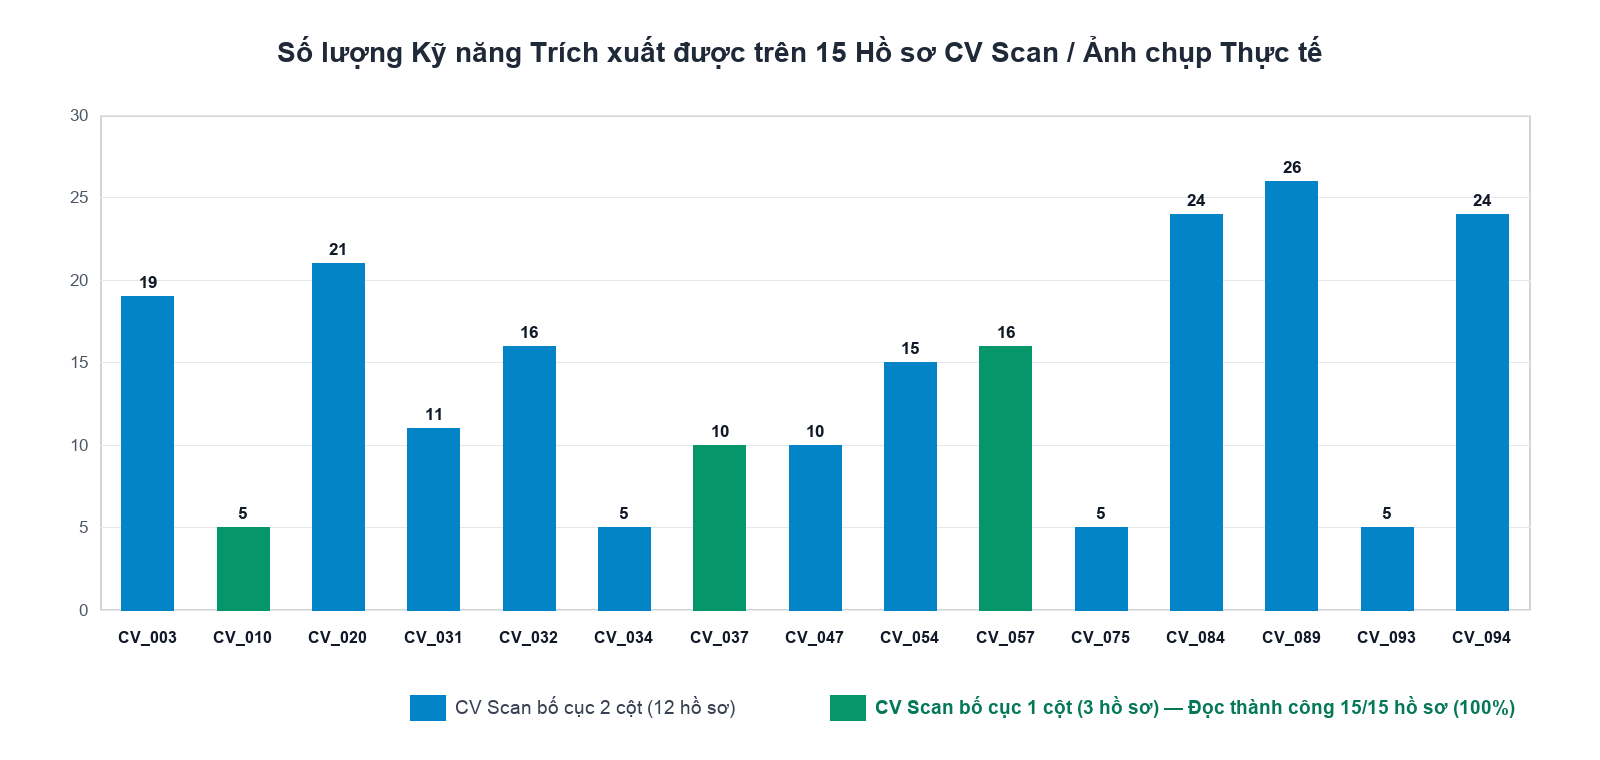 Số lượng Kỹ năng Trích xuất được trên 15 Hồ sơ CV Scan / Ảnh chụp Thực tế
30
25
20
15
10
5
0
19
5
21
11
16
5
10
10
15
16
5
24
26
5
24
CV_003
CV_010
CV_020
CV_031
CV_032
CV_034
CV_037
CV_047
CV_054
CV_057
CV_075
CV_084
CV_089
CV_093
CV_094
CV Scan bố cục 2 cột (12 hồ sơ)
CV Scan bố cục 1 cột (3 hồ sơ) — Đọc thành công 15/15 hồ sơ (100%)